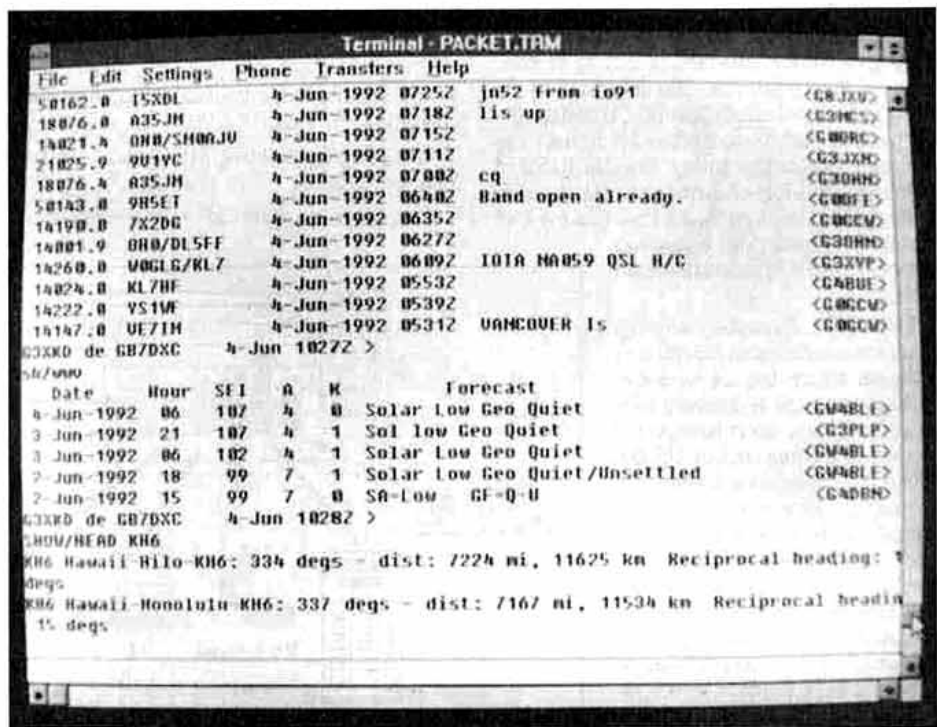 Terminal - PACKET.TRM
File Edit Settings Phone Transfers Help
50162.0 I5XDL 4-Jun-1992 0725Z jn52 from io91 <G8JXV>
18076.0 A35JM 4-Jun-1992 0718Z lis up <G3MCS>
14021.4 OH0/SM0AJV 4-Jun-1992 0715Z <G0ORC>
21025.9 9U1YC 4-Jun-1992 0711Z <G3JXN>
18076.4 A35JM 4-Jun-1992 0700Z cq <G3OHN>
50143.0 9H5ET 4-Jun-1992 0640Z Band open already. <G0OFE>
14190.0 7X2DG 4-Jun-1992 0635Z <G0GCW>
14001.9 OH0/DL5FF 4-Jun-1992 0627Z <G3OHN>
14260.0 W0GLG/KL7 4-Jun-1992 0609Z IOTA NA059 QSL H/C <G3XYP>
14024.0 KL7HF 4-Jun-1992 0553Z <G4BUE>
14222.0 YS1WF 4-Jun-1992 0539Z <G0GCW>
14147.0 VE7IM 4-Jun-1992 0531Z VANCOVER Is <G0GCW>
G3XKD de GB7DXC 4-Jun 1027Z >
sh/wwv
Date Hour SFI A K Forecast
4-Jun-1992 06 107 4 0 Solar Low Geo Quiet <GW4BLE>
3-Jun-1992 21 107 4 1 Sol low Geo Quiet <G3PLP>
3-Jun-1992 06 102 4 1 Solar Low Geo Quiet <GW4BLE>
2-Jun-1992 18 99 7 1 Solar Low Geo Quiet/Unsettled <GW4BLE>
2-Jun-1992 15 99 7 0 SA-Low GF-Q-U <G4DBN>
G3XKD de GB7DXC 4-Jun 1028Z >
SHOW/HEAD KH6
KH6 Hawaii-Hilo-KH6: 334 degs - dist: 7224 mi, 11625 km Reciprocal heading:
degs
KH6 Hawaii-Honolulu-KH6: 337 degs - dist: 7167 mi, 11534 km Reciprocal headin
15 degs